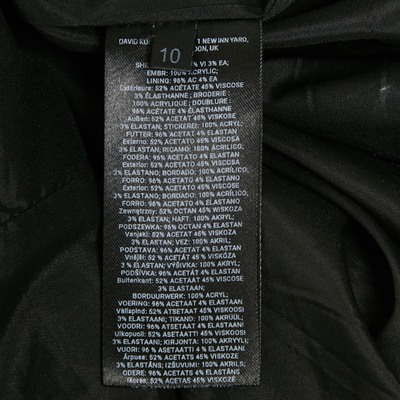 DAVID 1 NEW INN YARD,
LONDON, UK
10
VI 3% EA;
EMBR: 100% ACRYLIC;
LINING: 96% AC 4% EA
Extérieure: 52% ACÉTATE 45% VISCOSE
3% ÉLASTHANNE ; BRODERIE :
100% ACRYLIQUE ; DOUBLURE :
96% ACÉTATE 4% ÉLASTHANNE
Außen: 52% ACETAT 45% VISKOSE
3% ELASTAN; STICKEREI: 100% ACRYL;
FUTTER: 96% ACETAT 4% ELASTAN
Esterno: 52% ACETATO 45% VISCOSA
3% ELASTAN; RICAMO: 100% ACRILICO;
FODERA: 96% ACETATO 4% ELASTAN
Exterior: 52% ACETATO 45% VISCOSA 3%
ELASTANO; BORDADO: 100% ACRÍLICO,
FORRO: 96% ACETATO 4% ELASTANO
Exterior: 52% ACETATO 45% VISCOSE 3%
ELASTANO; BORDADO: 100% ACRÍLICO,
FORRO: 96% ACETATO 4% ELASTANO
Zewnętrzny: 52% OCTAN 45% WISKOZA
3% ELASTAN; HAFT: 100% AKRYL;
PODSZEWKA: 96% OCTAN 4% ELASTAN
Vanjski: 52% ACETAT 45% VISKOZA
3% ELASTAN; VEZ: 100% AKRIL;
PODSTAVA: 96% ACETAT 4% ELASTAN
52% ACETÁT 45% VISKÓZA
3% ELASTAN; VÝŠIVKA: 100% AKRYL
PODŠÍVKA: 96% ACETÁT 4% ELASTAN
Buitenkant: 52% ACETAAT 45% VISCOSE
3% ELASTAAN;
BORDUURWERK: 100% ACRYL
VOERING: 96% ACETAAT 4% ELASTAAN
Välispind: 52% ATSETAAT 45% VISKOOS
3% ELASTAAN; TIKAND: 100% AKRÜÜL
VOODRI: 96% ATSETAAT 4% ELASTAAN
Ulkopuoli: 52% ASETAATTI 45% VISKOOSI
3% ELASTAANI; KIRJONTA: 100% AKRYYLI
VUORI: 96% ASETAATTI 4% ELASTAANI
Ārpuse: 52% ACETĀTS 45% VISKOZE
3% ELASTĀNS; IZŠUVUMI: 100% AKRILS
ODERE: 96% ACETĀTS 4% ELASTĀNS
52% ACETATAS 45% VISKOZĖ